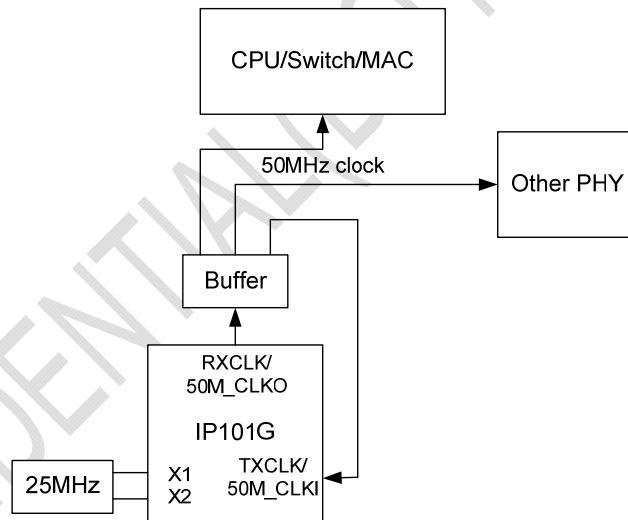 CPU/Switch/MAC
50MHz clock
Other PHY
Buffer
RXCLK/
50M_CLKO
IP101G
X1
X2
TXCLK/
50M_CLKI
25MHz